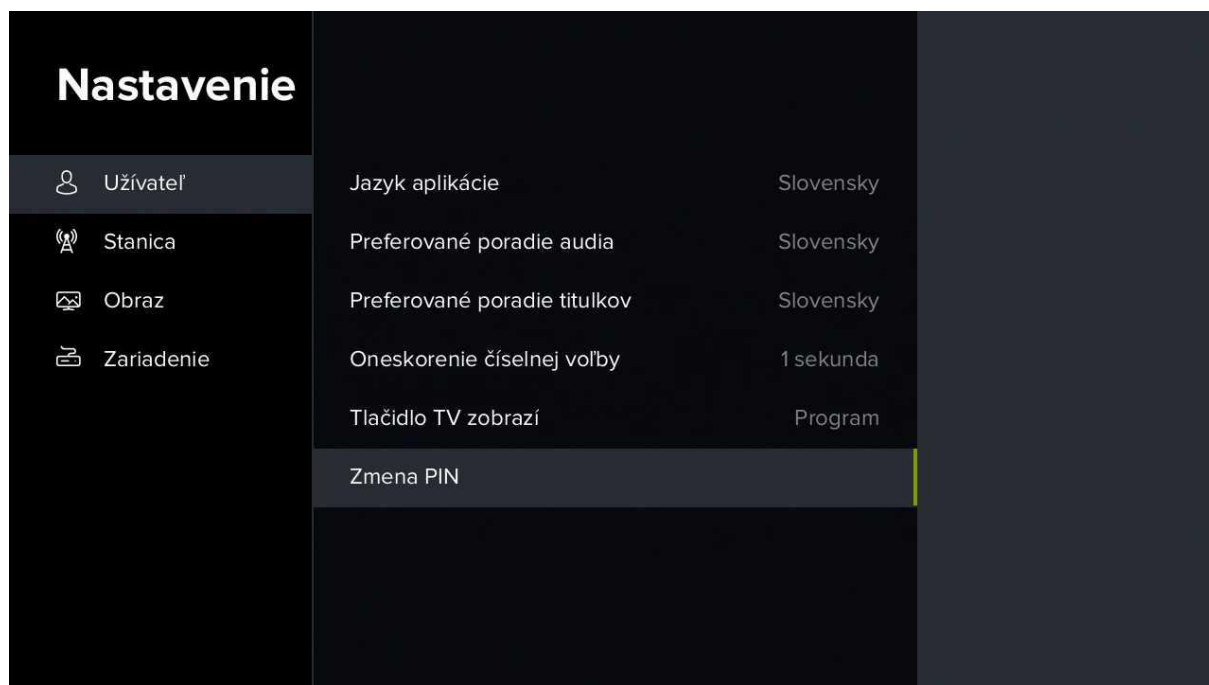 Nastavenie
Užívateľ
Stanica
Obraz
Zariadenie
Jazyk aplikácie Slovensky
Preferované poradie audia Slovensky
Preferované poradie titulkov Slovensky
Oneskorenie číselnej voľby 1 sekunda
Tlačidlo TV zobrazí Program
Zmena PIN